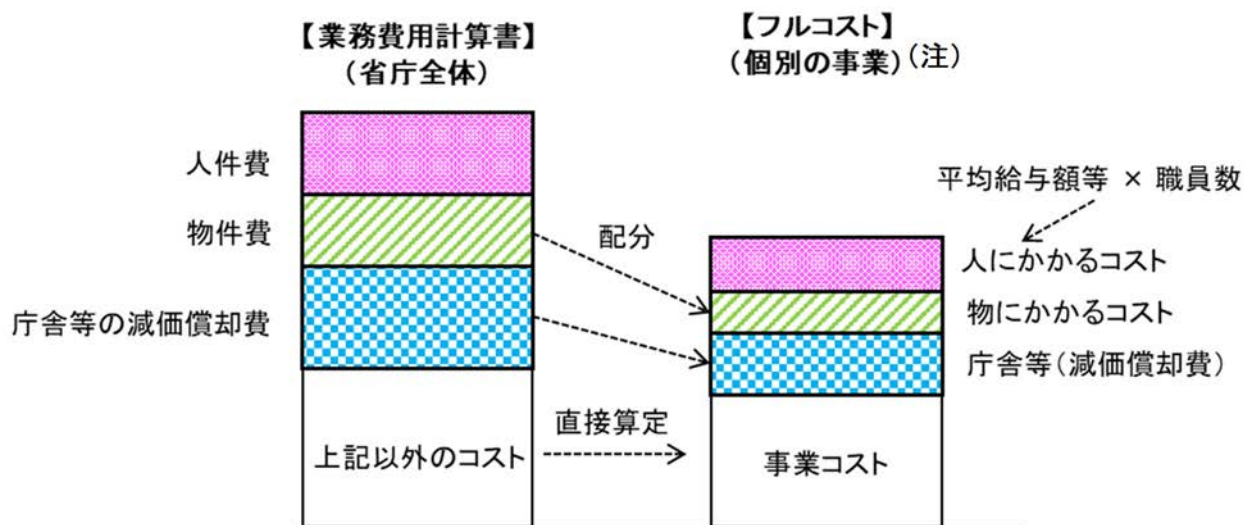 【業務費用計算書】
(省庁全体)
【フルコスト】
(個別の事業)(注)
人件費
物件費
庁舎等の減価償却費
上記以外のコスト
配分
直接算定
平均給与額等 × 職員数
人にかかるコスト
物にかかるコスト
庁舎等(減価償却費)
事業コスト